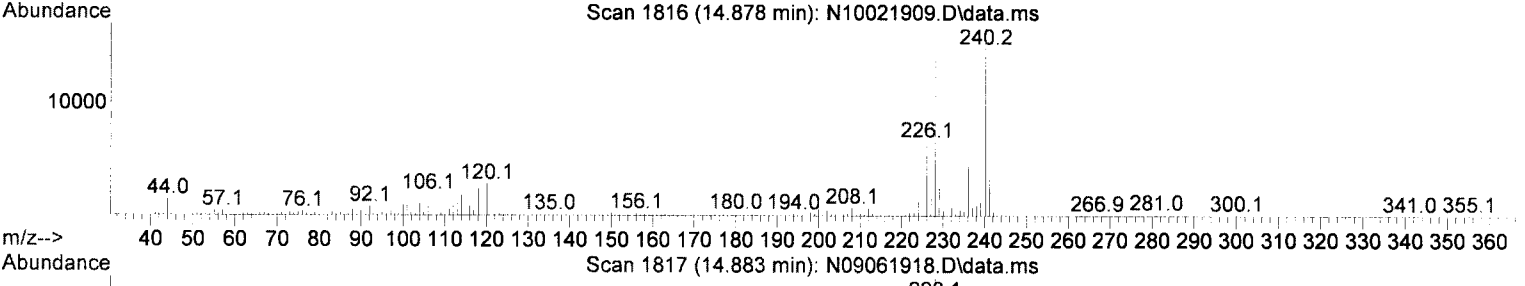 Abundance Scan 1816 (14.878 min): N10021909.D\data.ms
240.2
10000
226.1
44.0 57.1 76.1 92.1 106.1 120.1 135.0 156.1 180.0 194.0 208.1 266.9 281.0 300.1 341.0 355.1
m/z--> 40 50 60 70 80 90 100 110 120 130 140 150 160 170 180 190 200 210 220 230 240 250 260 270 280 290 300 310 320 330 340 350 360
Abundance Scan 1817 (14.883 min): N09061918.D\data.ms